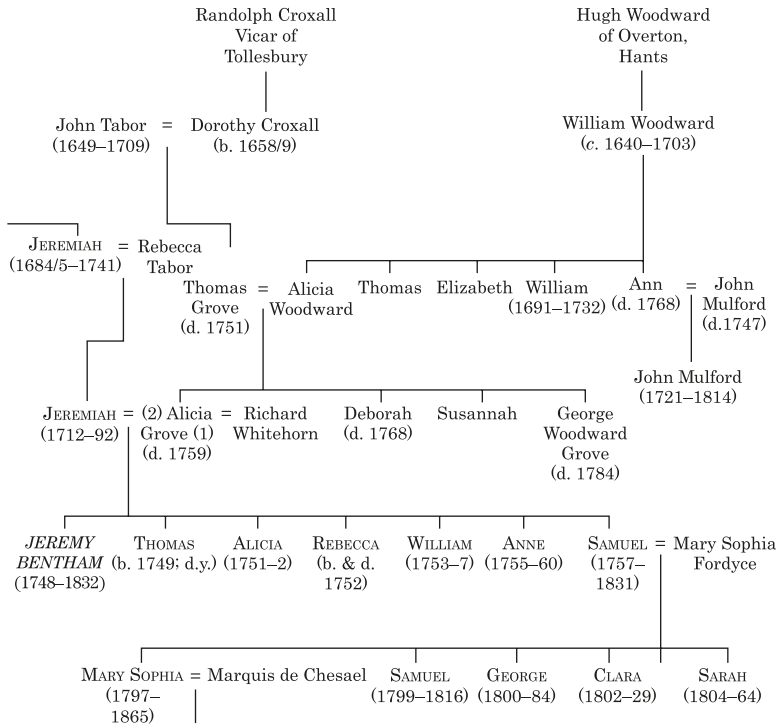 Randolph Croxall
Vicar of
Tollesbury
Hugh Woodward
of Overton,
Hants
John Tabor = Dorothy Croxall
(1649–1709) (b. 1658/9)
William Woodward
(c. 1640–1703)
JEREMIAH = Rebecca
(1684/5–1741) Tabor
Thomas = Alicia
Grove Woodward
(d. 1751)
Thomas
Elizabeth
William
(1691–1732)
Ann = John
(d. 1768) Mulford
(d.1747)
John Mulford
(1721–1814)
JEREMIAH = (2) Alicia = Richard
(1712–92) Grove (1) Whitehorn
(d. 1759)
Deborah
(d. 1768)
Susannah
George
Woodward
Grove
(d. 1784)
JEREMY
BENTHAM
(1748–1832)
THOMAS
(b. 1749; d.y.)
ALICIA
(1751–2)
REBECCA
(b. & d.
1752)
WILLIAM
(1753–7)
ANNE
(1755–60)
SAMUEL = Mary Sophia
(1757– Fordyce
1831)
MARY SOPHIA = Marquis de Chesael
(1797–
1865)
SAMUEL
(1799–1816)
GEORGE
(1800–84)
CLARA
(1802–29)
SARAH
(1804–64)